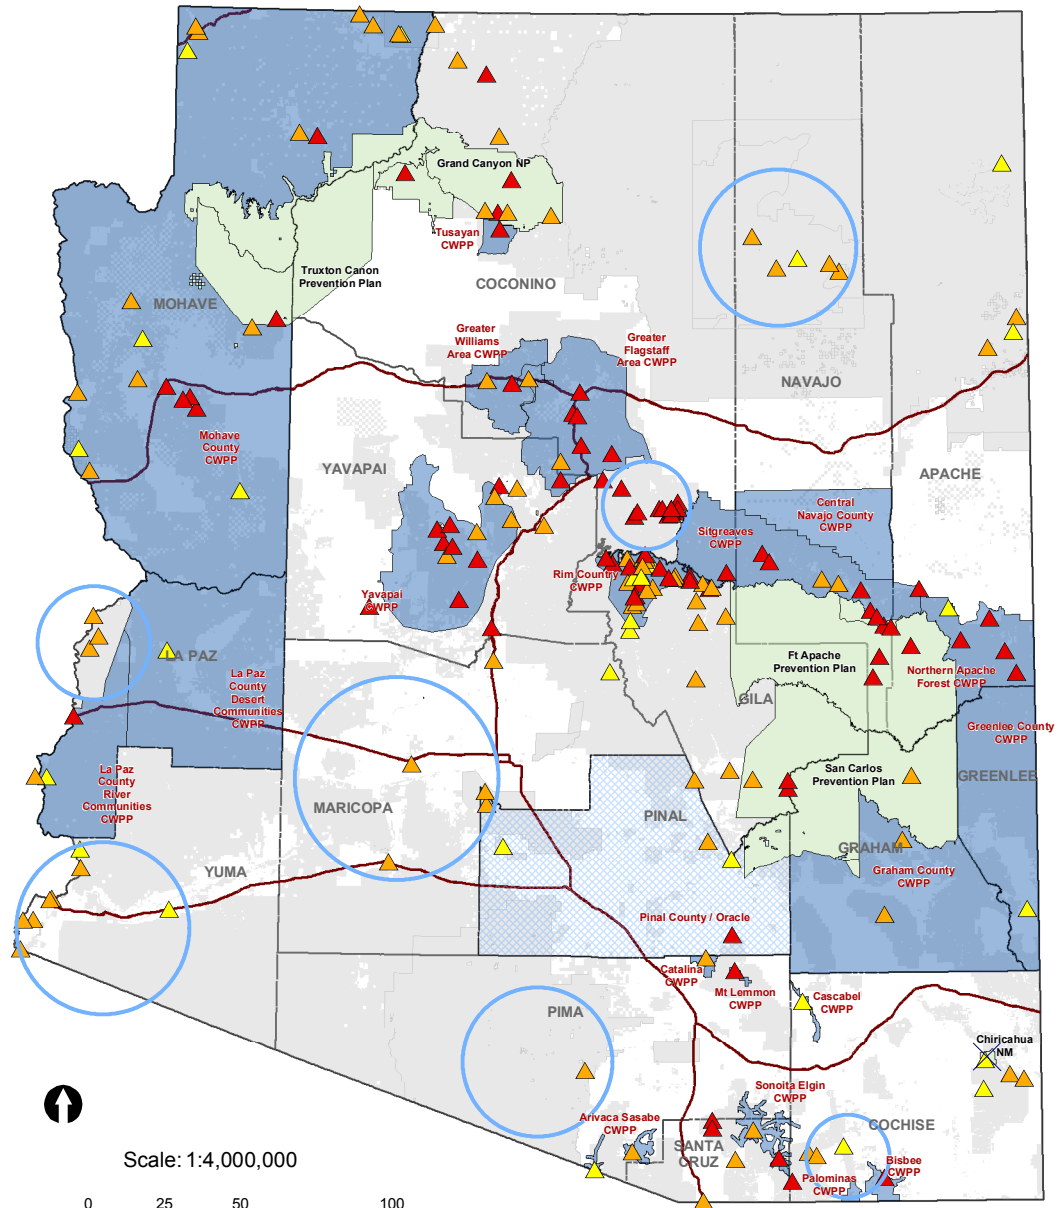 Grand Canyon NP
Tusayan
CWPP
Truxton Canon
Prevention Plan
COCONINO
MOHAVE
Greater
Williams
Area CWPP
Greater
Flagstaff
Area CWPP
NAVAJO
Mohave
County
CWPP
YAVAPAI
APACHE
Central
Navajo County
CWPP
Sitgreaves
CWPP
Rim Country
CWPP
Yavapai
CWPP
LA PAZ
La Paz
County
Desert
Communities
CWPP
Ft Apache
Prevention Plan
Northern Apache
Forest CWPP
GILA
Greenlee County
CWPP
La Paz
County
River
Communities
CWPP
San Carlos
Prevention Plan
GREENLEE
MARICOPA
PINAL
GRAHAM
YUMA
Graham County
CWPP
Pinal County / Oracle
Catalina
CWPP
Mt Lemmon
CWPP
Cascabel
CWPP
PIMA
Chiricahua
NM
Sonoita Elgin
CWPP
Arivaca Sasabe
CWPP
COCHISE
SANTA
CRUZ
Palominas
CWPP
Bisbee
CWPP
Scale: 1:4,000,000
0 25 50 100